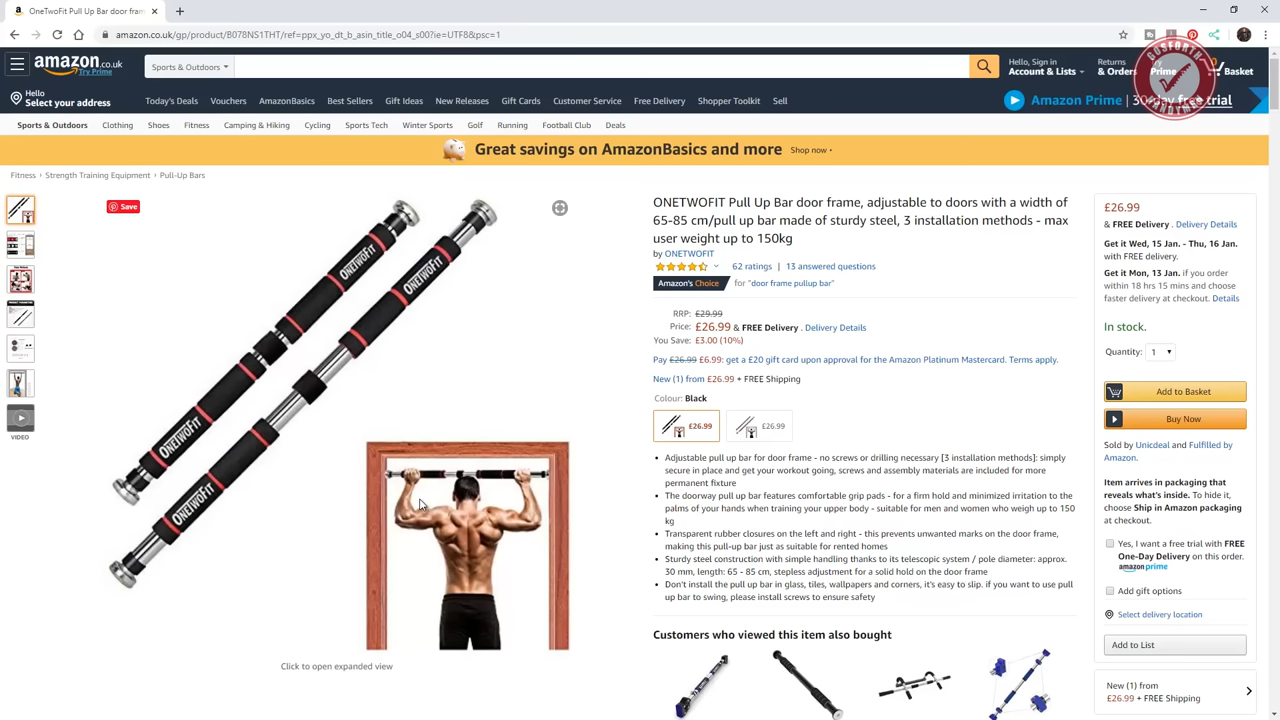 OneTwoFit Pull Up Bar door fram
amazon.co.uk/gp/product/B078NS1THT/ref=ppx_yo_dt_b_asin_title_o04_s00?ie=UTF8&psc=1
amazon.co.uk
Try Prime
Sports & Outdoors
Hello, Sign in
Account & Lists
Returns
& Orders
Try
Prime
0
Basket
GOSFORTH
HANDYMAN
Hello
Select your address
Today's Deals
Vouchers
AmazonBasics
Best Sellers
Gift Ideas
New Releases
Gift Cards
Customer Service
Free Delivery
Shopper Toolkit
Sell
Amazon Prime | 30-day free trial
Sports & Outdoors
Clothing
Shoes
Fitness
Camping & Hiking
Cycling
Sports Tech
Winter Sports
Golf
Running
Football Club
Deals
Great savings on AmazonBasics and more
Shop now ›
Fitness › Strength Training Equipment › Pull-Up Bars
Save
ONETWOFIT
ONETWOFIT
ONETWOFIT
ONETWOFIT
VIDEO
Click to open expanded view
ONETWOFIT Pull Up Bar door frame, adjustable to doors with a width of
65-85 cm/pull up bar made of sturdy steel, 3 installation methods - max
user weight up to 150kg
by ONETWOFIT
62 ratings | 13 answered questions
Amazon's Choice for "door frame pullup bar"
RRP: £29.99
Price: £26.99 & FREE Delivery . Delivery Details
You Save: £3.00 (10%)
Pay £26.99 £6.99: get a £20 gift card upon approval for the Amazon Platinum Mastercard. Terms apply.
New (1) from £26.99 + FREE Shipping
Colour: Black
£26.99
£26.99
• Adjustable pull up bar for door frame - no screws or drilling necessary [3 installation methods]: simply
secure in place and get your workout going, screws and assembly materials are included for more
permanent fixture
• The doorway pull up bar features comfortable grip pads - for a firm hold and minimized irritation to the
palms of your hands when training your upper body - suitable for men and women who weigh up to 150
kg
• Transparent rubber closures on the left and right - this prevents unwanted marks on the door frame,
making this pull-up bar just as suitable for rented homes
• Sturdy steel construction with simple handling thanks to its telescopic system / pole diameter: approx.
30 mm, length: 65 - 85 cm, stepless adjustment for a solid hold on the door frame
• Don't install the pull up bar in glass, tiles, wallpapers and corners, it's easy to slip. if you want to use pull
up bar to swing, please install screws to ensure safety
Customers who viewed this item also bought
£26.99
& FREE Delivery . Delivery Details
Get it Wed, 15 Jan. - Thu, 16 Jan.
with FREE delivery.
Get it Mon, 13 Jan. if you order
within 18 hrs 15 mins and choose
faster delivery at checkout. Details
In stock.
Quantity: 1
Add to Basket
Buy Now
Sold by Unicdeal and Fulfilled by
Amazon.
Item arrives in packaging that
reveals what's inside. To hide it,
choose Ship in Amazon packaging
at checkout.
Yes, I want a free trial with FREE
One-Day Delivery on this order.
amazon prime
Add gift options
Select delivery location
Add to List
New (1) from
£26.99 + FREE Shipping